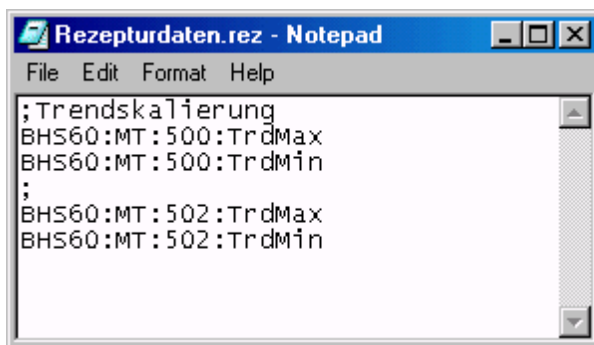 Rezepturdaten.rez - Notepad
File Edit Format Help
;Trendskalierung
BHS60:MT:500:TrdMax
BHS60:MT:500:TrdMin
;
BHS60:MT:502:TrdMax
BHS60:MT:502:TrdMin